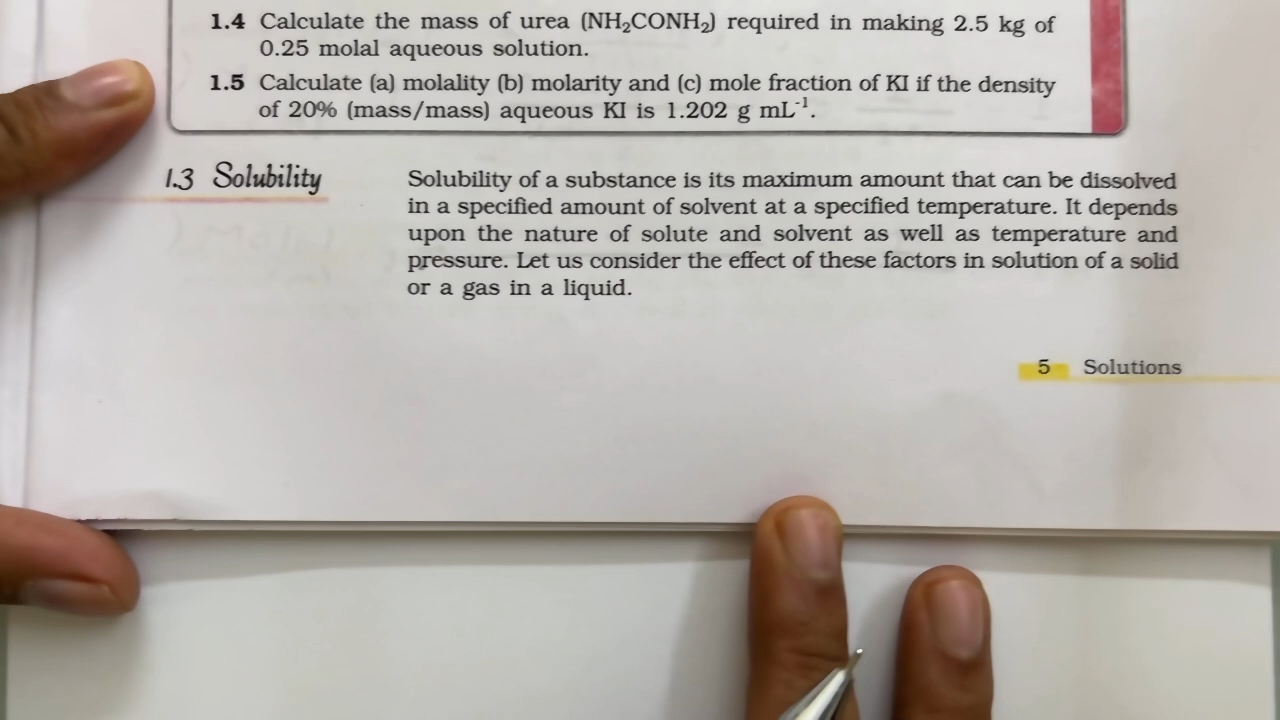 1.4 Calculate the mass of urea (NH₂CONH₂) required in making 2.5 kg of
0.25 molal aqueous solution.
1.5 Calculate (a) molality (b) molarity and (c) mole fraction of KI if the density
of 20% (mass/mass) aqueous KI is 1.202 g mL⁻¹.
1.3 Solubility
Solubility of a substance is its maximum amount that can be dissolved
in a specified amount of solvent at a specified temperature. It depends
upon the nature of solute and solvent as well as temperature and
pressure. Let us consider the effect of these factors in solution of a solid
or a gas in a liquid.
5 Solutions